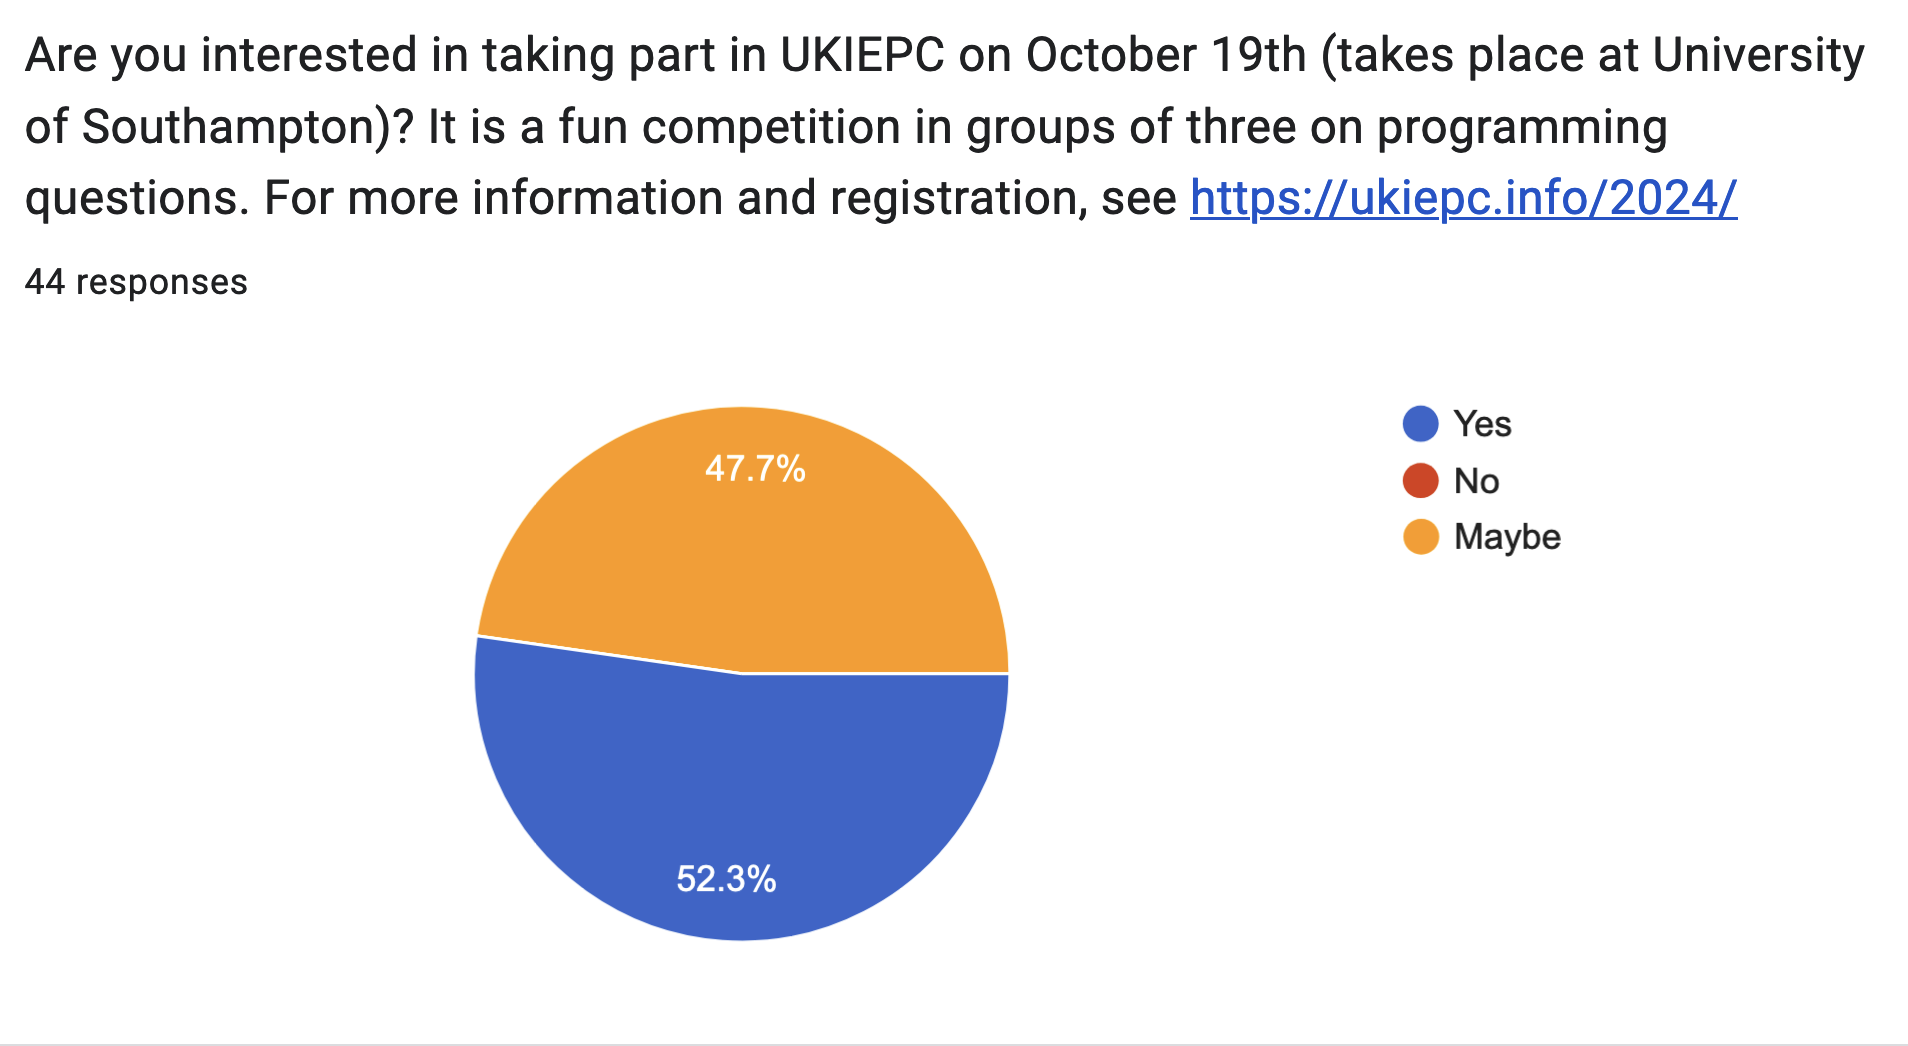 Are you interested in taking part in UKIEPC on October 19th (takes place at University
of Southampton)? It is a fun competition in groups of three on programming
questions. For more information and registration, see https://ukiepc.info/2024/
44 responses
47.7%
52.3%
Yes
No
Maybe